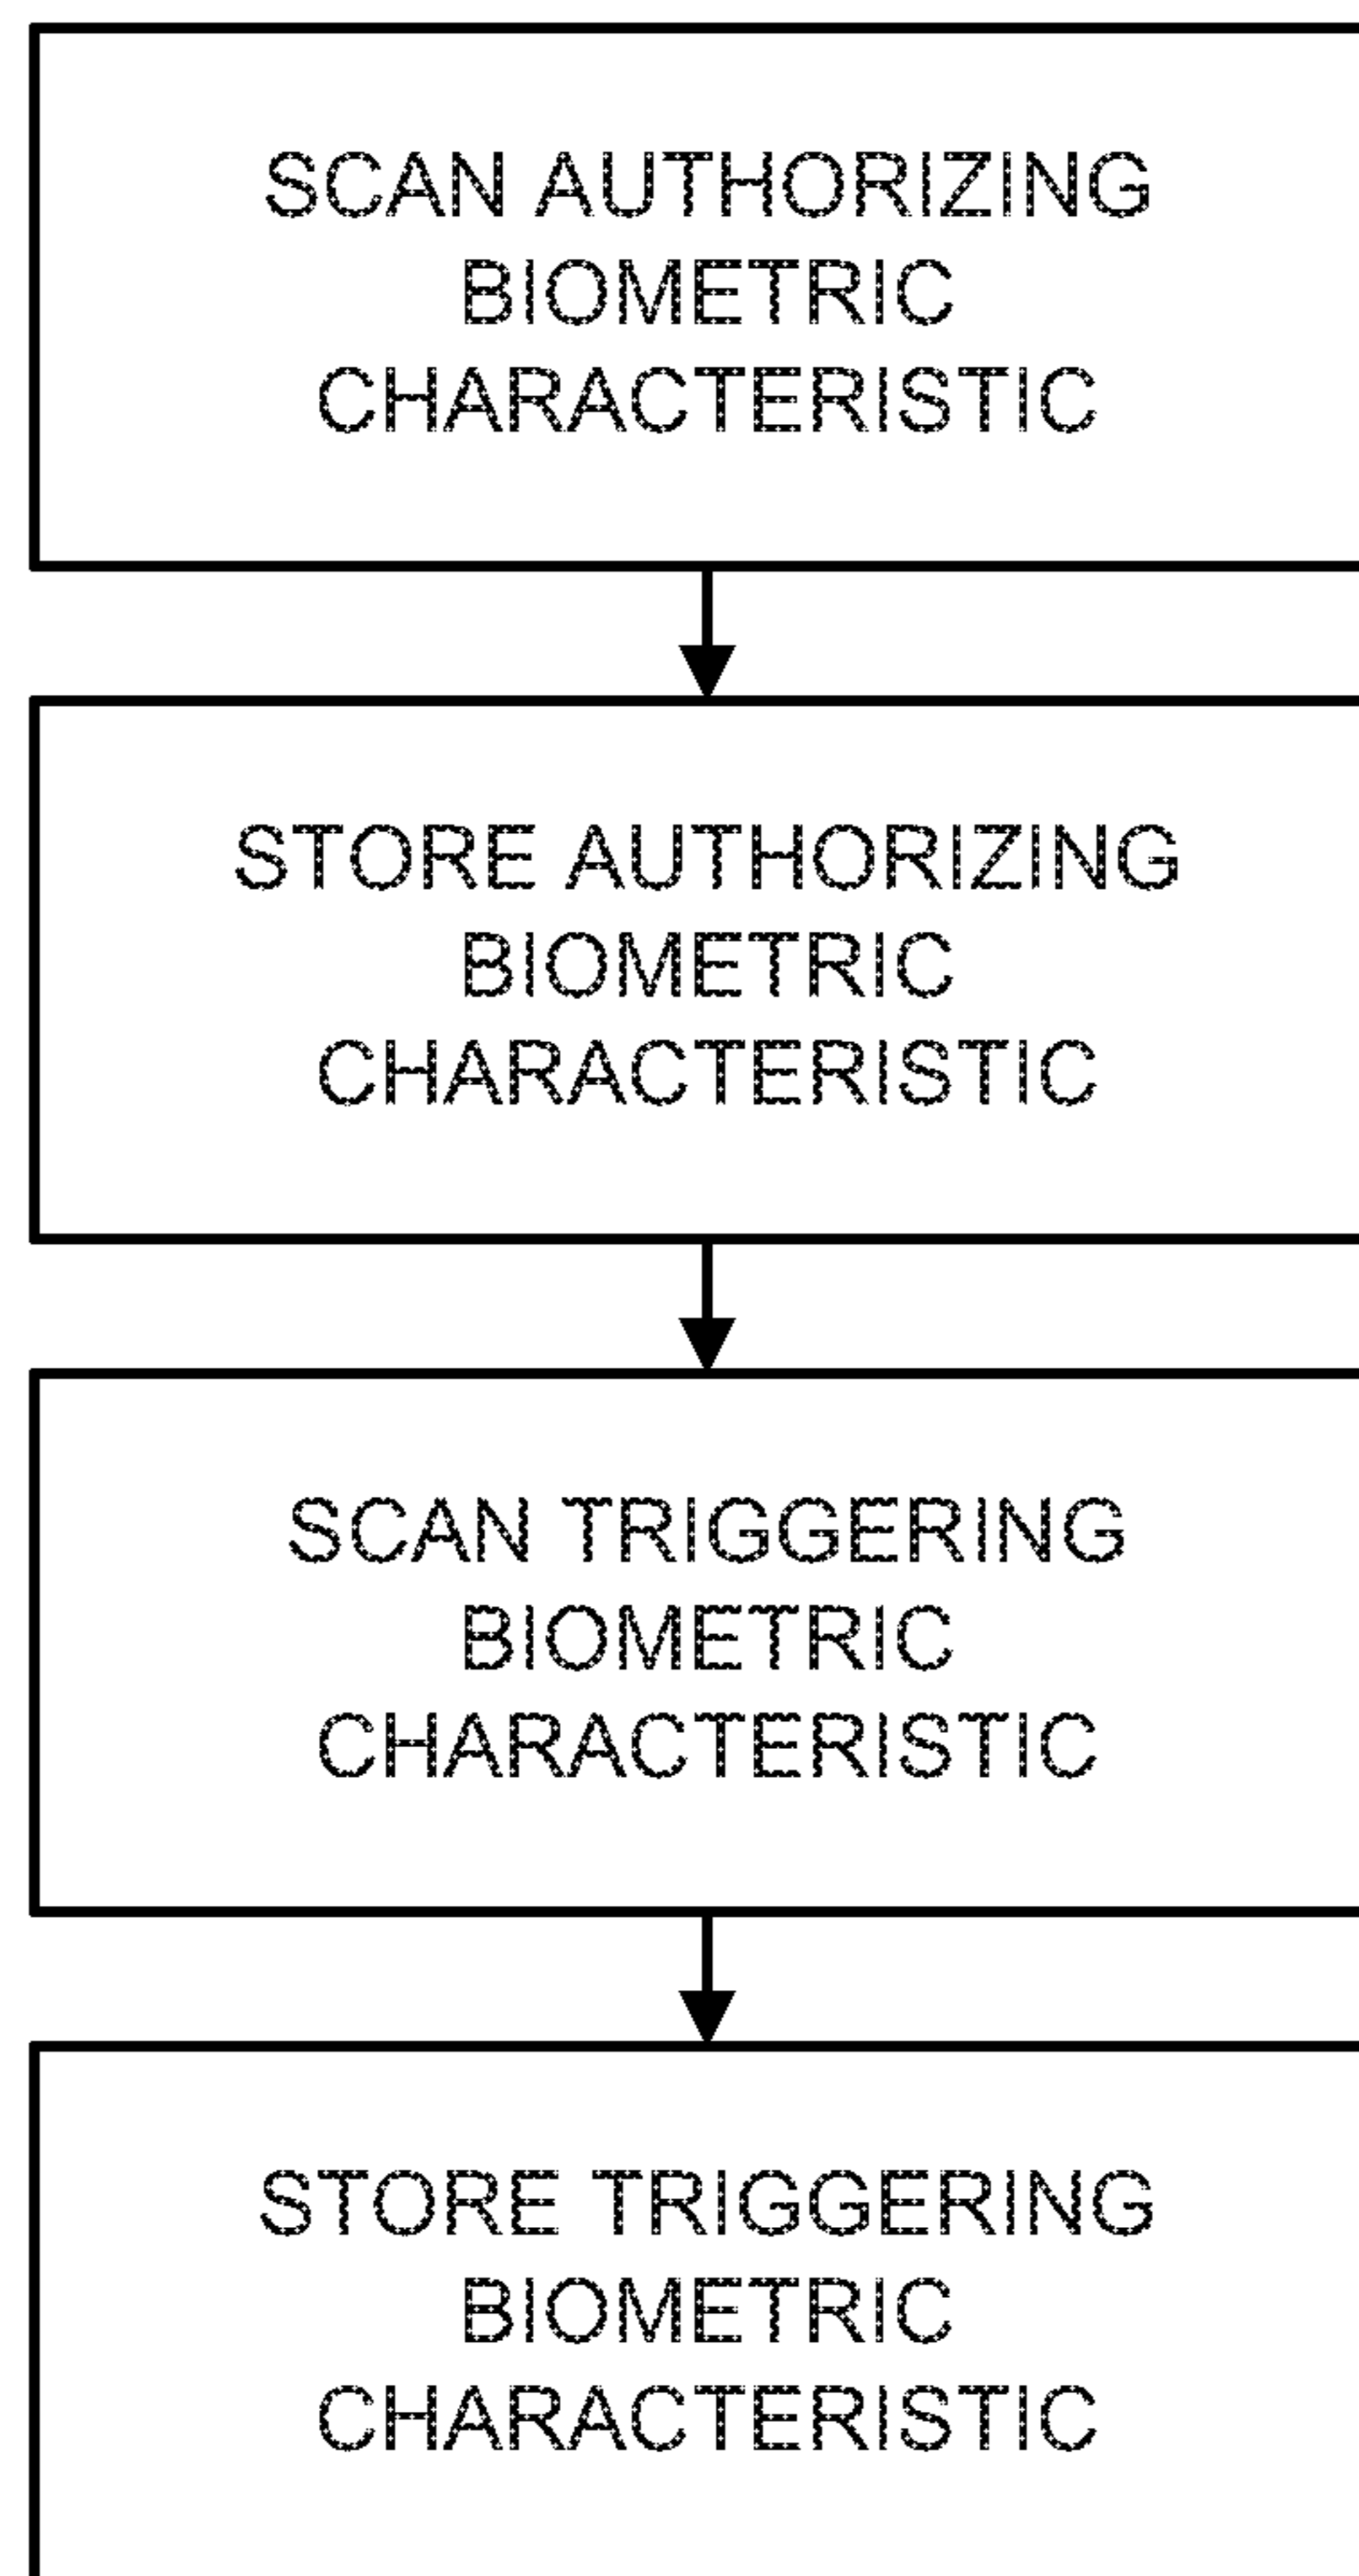 SCAN AUTHORIZING
BIOMETRIC
CHARACTERISTIC
STORE AUTHORIZING
BIOMETRIC
CHARACTERISTIC
SCAN TRIGGERING
BIOMETRIC
CHARACTERISTIC
STORE TRIGGERING
BIOMETRIC
CHARACTERISTIC